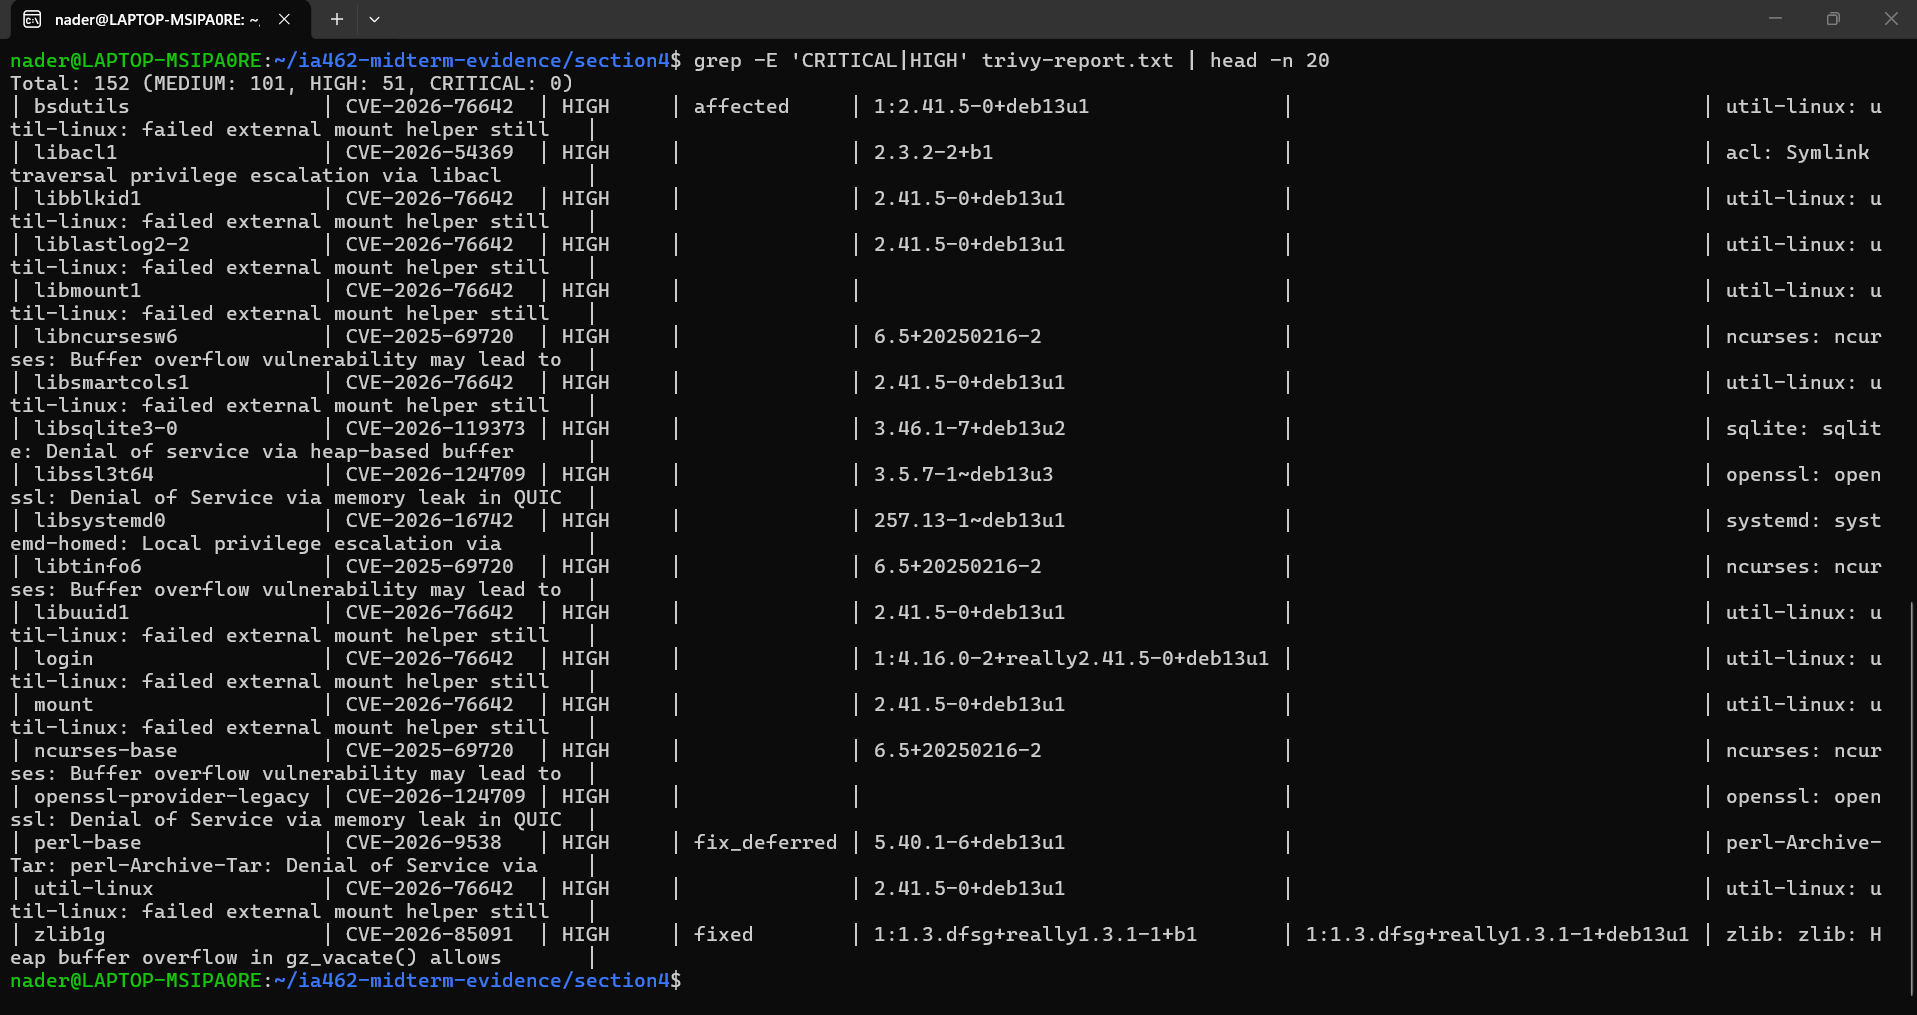 nader@LAPTOP-MSIPA0RE: ~,
nader@LAPTOP-MSIPA0RE:~/ia462-midterm-evidence/section4$ grep -E 'CRITICAL|HIGH' trivy-report.txt | head -n 20
Total: 152 (MEDIUM: 101, HIGH: 51, CRITICAL: 0)
| bsdutils | CVE-2026-76642 | HIGH | affected | 1:2.41.5-0+deb13u1 | | util-linux: u
til-linux: failed external mount helper still |
| libacl1 | CVE-2026-54369 | HIGH | | 2.3.2-2+b1 | | acl: Symlink
traversal privilege escalation via libacl |
| libblkid1 | CVE-2026-76642 | HIGH | | 2.41.5-0+deb13u1 | | util-linux: u
til-linux: failed external mount helper still |
| liblastlog2-2 | CVE-2026-76642 | HIGH | | 2.41.5-0+deb13u1 | | util-linux: u
til-linux: failed external mount helper still |
| libmount1 | CVE-2026-76642 | HIGH | | | | util-linux: u
til-linux: failed external mount helper still |
| libncursesw6 | CVE-2025-69720 | HIGH | | 6.5+20250216-2 | | ncurses: ncur
ses: Buffer overflow vulnerability may lead to |
| libsmartcols1 | CVE-2026-76642 | HIGH | | 2.41.5-0+deb13u1 | | util-linux: u
til-linux: failed external mount helper still |
| libsqlite3-0 | CVE-2026-119373 | HIGH | | 3.46.1-7+deb13u2 | | sqlite: sqlit
e: Denial of service via heap-based buffer |
| libssl3t64 | CVE-2026-124709 | HIGH | | 3.5.7-1~deb13u3 | | openssl: open
ssl: Denial of Service via memory leak in QUIC |
| libsystemd0 | CVE-2026-16742 | HIGH | | 257.13-1~deb13u1 | | systemd: syst
emd-homed: Local privilege escalation via |
| libtinfo6 | CVE-2025-69720 | HIGH | | 6.5+20250216-2 | | ncurses: ncur
ses: Buffer overflow vulnerability may lead to |
| libuuid1 | CVE-2026-76642 | HIGH | | 2.41.5-0+deb13u1 | | util-linux: u
til-linux: failed external mount helper still |
| login | CVE-2026-76642 | HIGH | | 1:4.16.0-2+really2.41.5-0+deb13u1 | | util-linux: u
til-linux: failed external mount helper still |
| mount | CVE-2026-76642 | HIGH | | 2.41.5-0+deb13u1 | | util-linux: u
til-linux: failed external mount helper still |
| ncurses-base | CVE-2025-69720 | HIGH | | 6.5+20250216-2 | | ncurses: ncur
ses: Buffer overflow vulnerability may lead to |
| openssl-provider-legacy | CVE-2026-124709 | HIGH | | | | openssl: open
ssl: Denial of Service via memory leak in QUIC |
| perl-base | CVE-2026-9538 | HIGH | fix_deferred | 5.40.1-6+deb13u1 | | perl-Archive-
Tar: perl-Archive-Tar: Denial of Service via |
| util-linux | CVE-2026-76642 | HIGH | | 2.41.5-0+deb13u1 | | util-linux: u
til-linux: failed external mount helper still |
| zlib1g | CVE-2026-85091 | HIGH | fixed | 1:1.3.dfsg+really1.3.1-1+b1 | 1:1.3.dfsg+really1.3.1-1+deb13u1 | zlib: zlib: H
eap buffer overflow in gz_vacate() allows |
nader@LAPTOP-MSIPA0RE:~/ia462-midterm-evidence/section4$